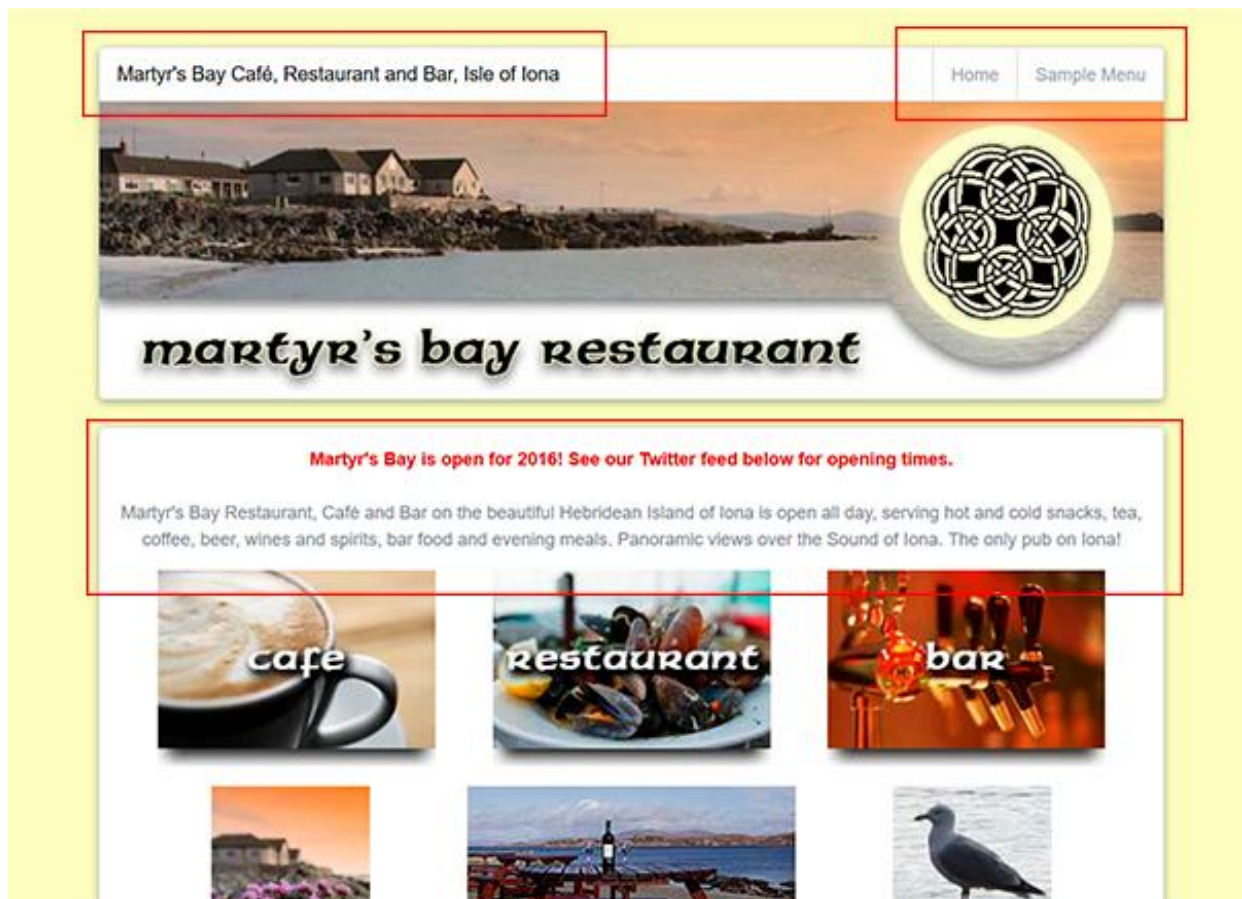 Martyr's Bay Café, Restaurant and Bar, Isle of Iona
Home
Sample Menu
martyr's bay restaurant
Martyr's Bay is open for 2016! See our Twitter feed below for opening times.
Martyr's Bay Restaurant, Café and Bar on the beautiful Hebridean Island of Iona is open all day, serving hot and cold snacks, tea,
coffee, beer, wines and spirits, bar food and evening meals. Panoramic views over the Sound of Iona. The only pub on Iona!
café
restaurant
bar